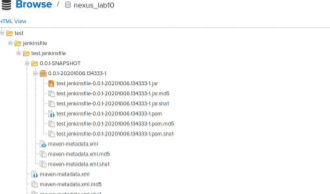 Browse / nexus_lab10
HTML View
test
jenkinsfile
test.jenkinsfile
0.0.1-SNAPSHOT
0.0.1-20201006.134333-1
test.jenkinsfile-0.0.1-20201006.134333-1.jar
test.jenkinsfile-0.0.1-20201006.134333-1.jar.md5
test.jenkinsfile-0.0.1-20201006.134333-1.jar.sha1
test.jenkinsfile-0.0.1-20201006.134333-1.pom
test.jenkinsfile-0.0.1-20201006.134333-1.pom.md5
test.jenkinsfile-0.0.1-20201006.134333-1.pom.sha1
maven-metadata.xml
maven-metadata.xml.md5
maven-metadata.xml.sha1
maven-metadata.xml
maven-metadata.xml.md5
maven-metadata.xml.sha1